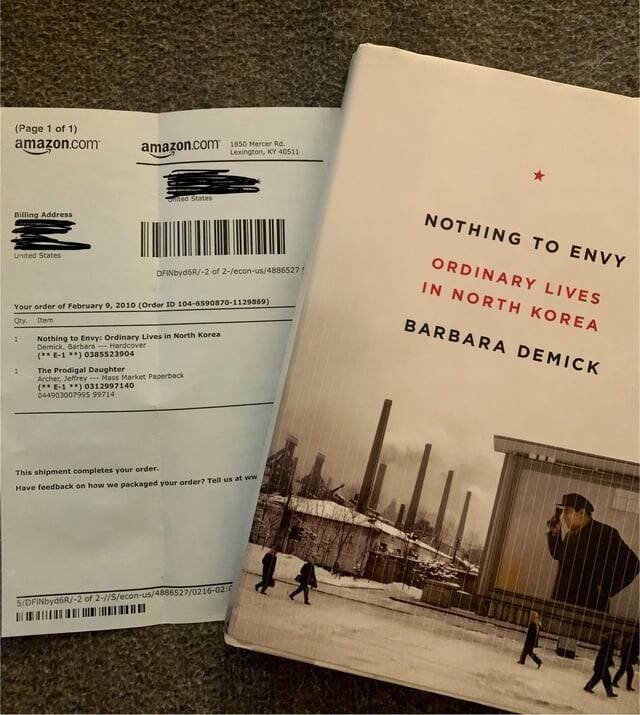 (Page 1 of 1)
amazon.com
amazon.com
1850 Mercer Rd.
Lexington, KY 40511
United States
Billing Address
United States
DFINbyd6R/-2 of 2-/econ-us/4886527
Your order of February 9, 2010 (Order ID 104-6590870-1129869)
Qty. Item
1 Nothing to Envy: Ordinary Lives in North Korea
Demick, Barbara --- Hardcover
(** E-1 **) 0385523904
1 The Prodigal Daughter
Archer, Jeffrey --- Mass Market Paperback
(** E-1 **) 0312997140
044903007995 99714
This shipment completes your order.
Have feedback on how we packaged your order? Tell us at ww
5/DFINbyd6R/-2 of 2-//S/econ-us/4886527/0216-02:
NOTHING TO ENVY
ORDINARY LIVES
IN NORTH KOREA
BARBARA DEMICK